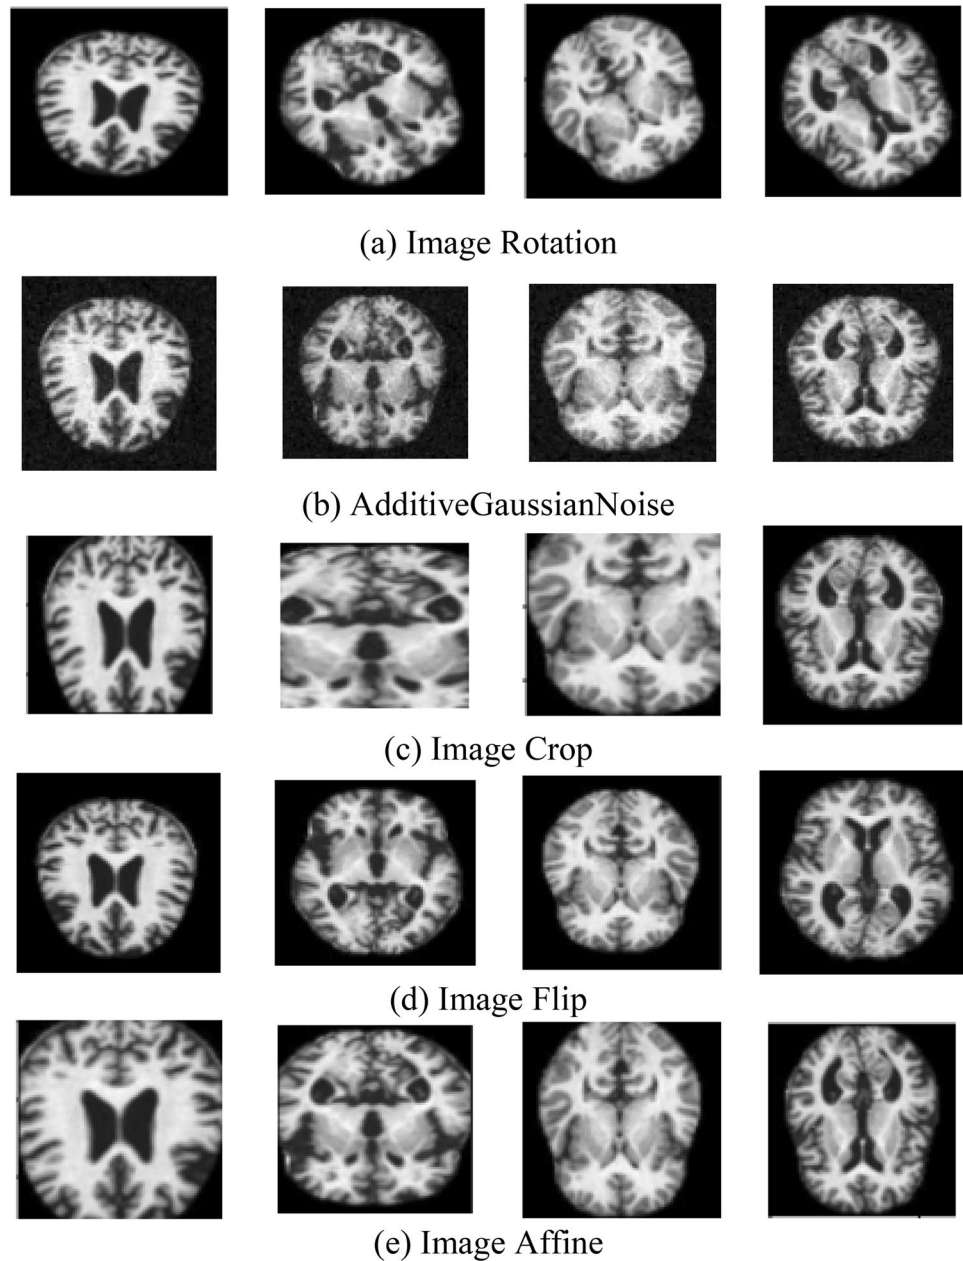 (a) Image Rotation
(b) AdditiveGaussianNoise
(c) Image Crop
(d) Image Flip
(e) Image Affine